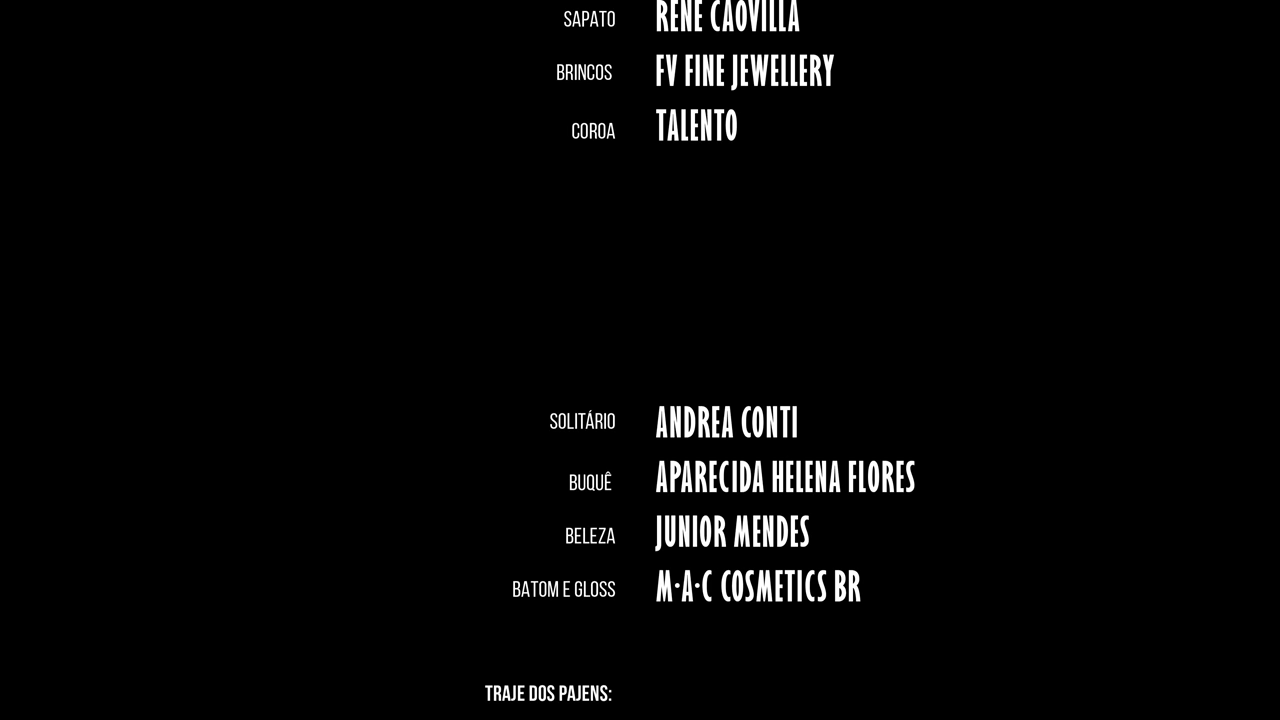 SAPATO RENE CAOVILLA
BRINCOS FV FINE JEWELLERY
COROA TALENTO
SOLITÁRIO ANDREA CONTI
BUQUÊ APARECIDA HELENA FLORES
BELEZA JUNIOR MENDES
BATOM E GLOSS M·A·C COSMETICS BR
TRAJE DOS PAJENS: